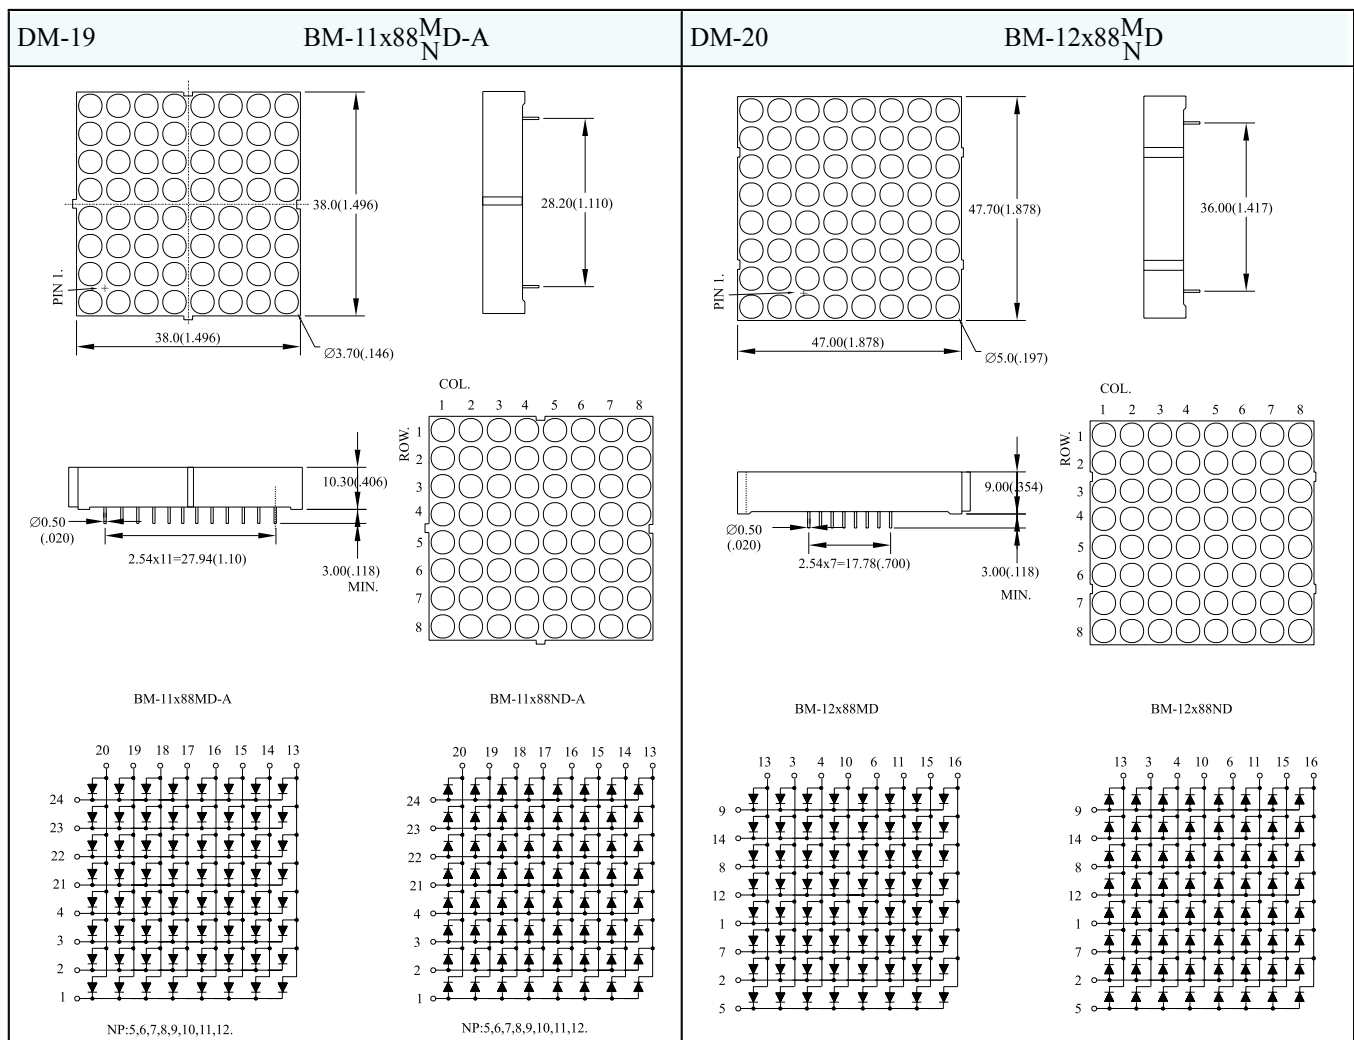 DM-19
BM-11x88MND-A
DM-20
BM-12x88MND
38.0(1.496)
28.20(1.110)
PIN 1.
38.0(1.496)
Ø3.70(.146)
COL.
1 2 3 4 5 6 7 8
ROW.
1
2
3
4
5
6
7
8
10.30(.406)
Ø0.50
(.020)
2.54x11=27.94(1.10)
3.00(.118)
MIN.
BM-11x88MD-A
BM-11x88ND-A
20 19 18 17 16 15 14 13
24
23
22
21
4
3
2
1
NP:5,6,7,8,9,10,11,12.
20 19 18 17 16 15 14 13
24
23
22
21
4
3
2
1
NP:5,6,7,8,9,10,11,12.
47.70(1.878)
36.00(1.417)
PIN 1.
47.00(1.878)
Ø5.0(.197)
COL.
1 2 3 4 5 6 7 8
ROW.
1
2
3
4
5
6
7
8
9.00(.354)
Ø0.50
(.020)
2.54x7=17.78(.700)
3.00(.118)
MIN.
BM-12x88MD
BM-12x88ND
13 3 4 10 6 11 15 16
9
14
8
12
1
7
2
5
13 3 4 10 6 11 15 16
9
14
8
12
1
7
2
5